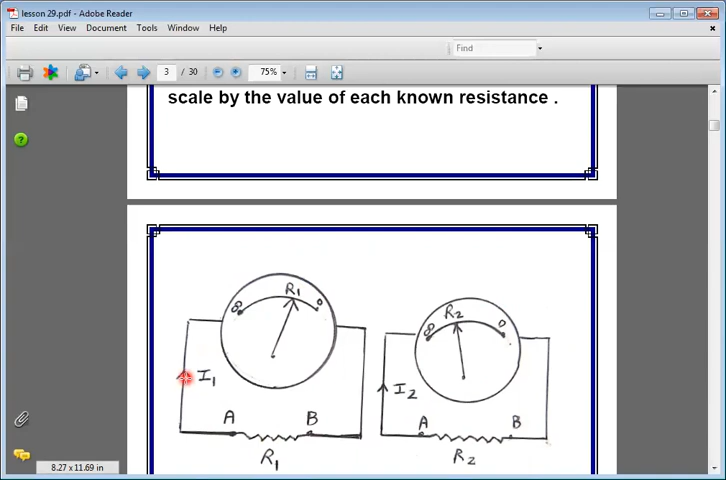 lesson 29.pdf - Adobe Reader
File Edit View Document Tools Window Help
Find
3 / 30 75%
scale by the value of each known resistance .
R1
∞ 0
R2
∞ 0
I1
I2
A B
A B
R1
R2
8.27 x 11.69 in